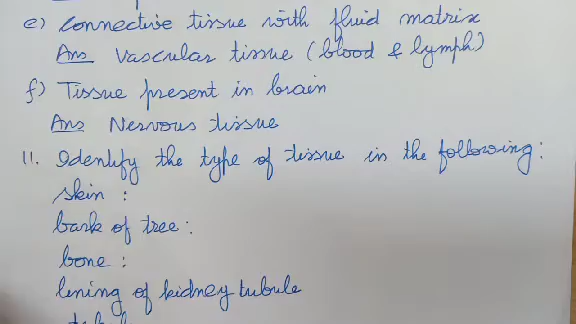 e) Connective tissue with fluid matrix
Ans Vascular tissue (blood & lymph)
f) Tissue present in brain
Ans Nervous tissue
11. Identify the type of tissue in the following:
skin :
bark of tree :
bone :
lining of kidney tubule